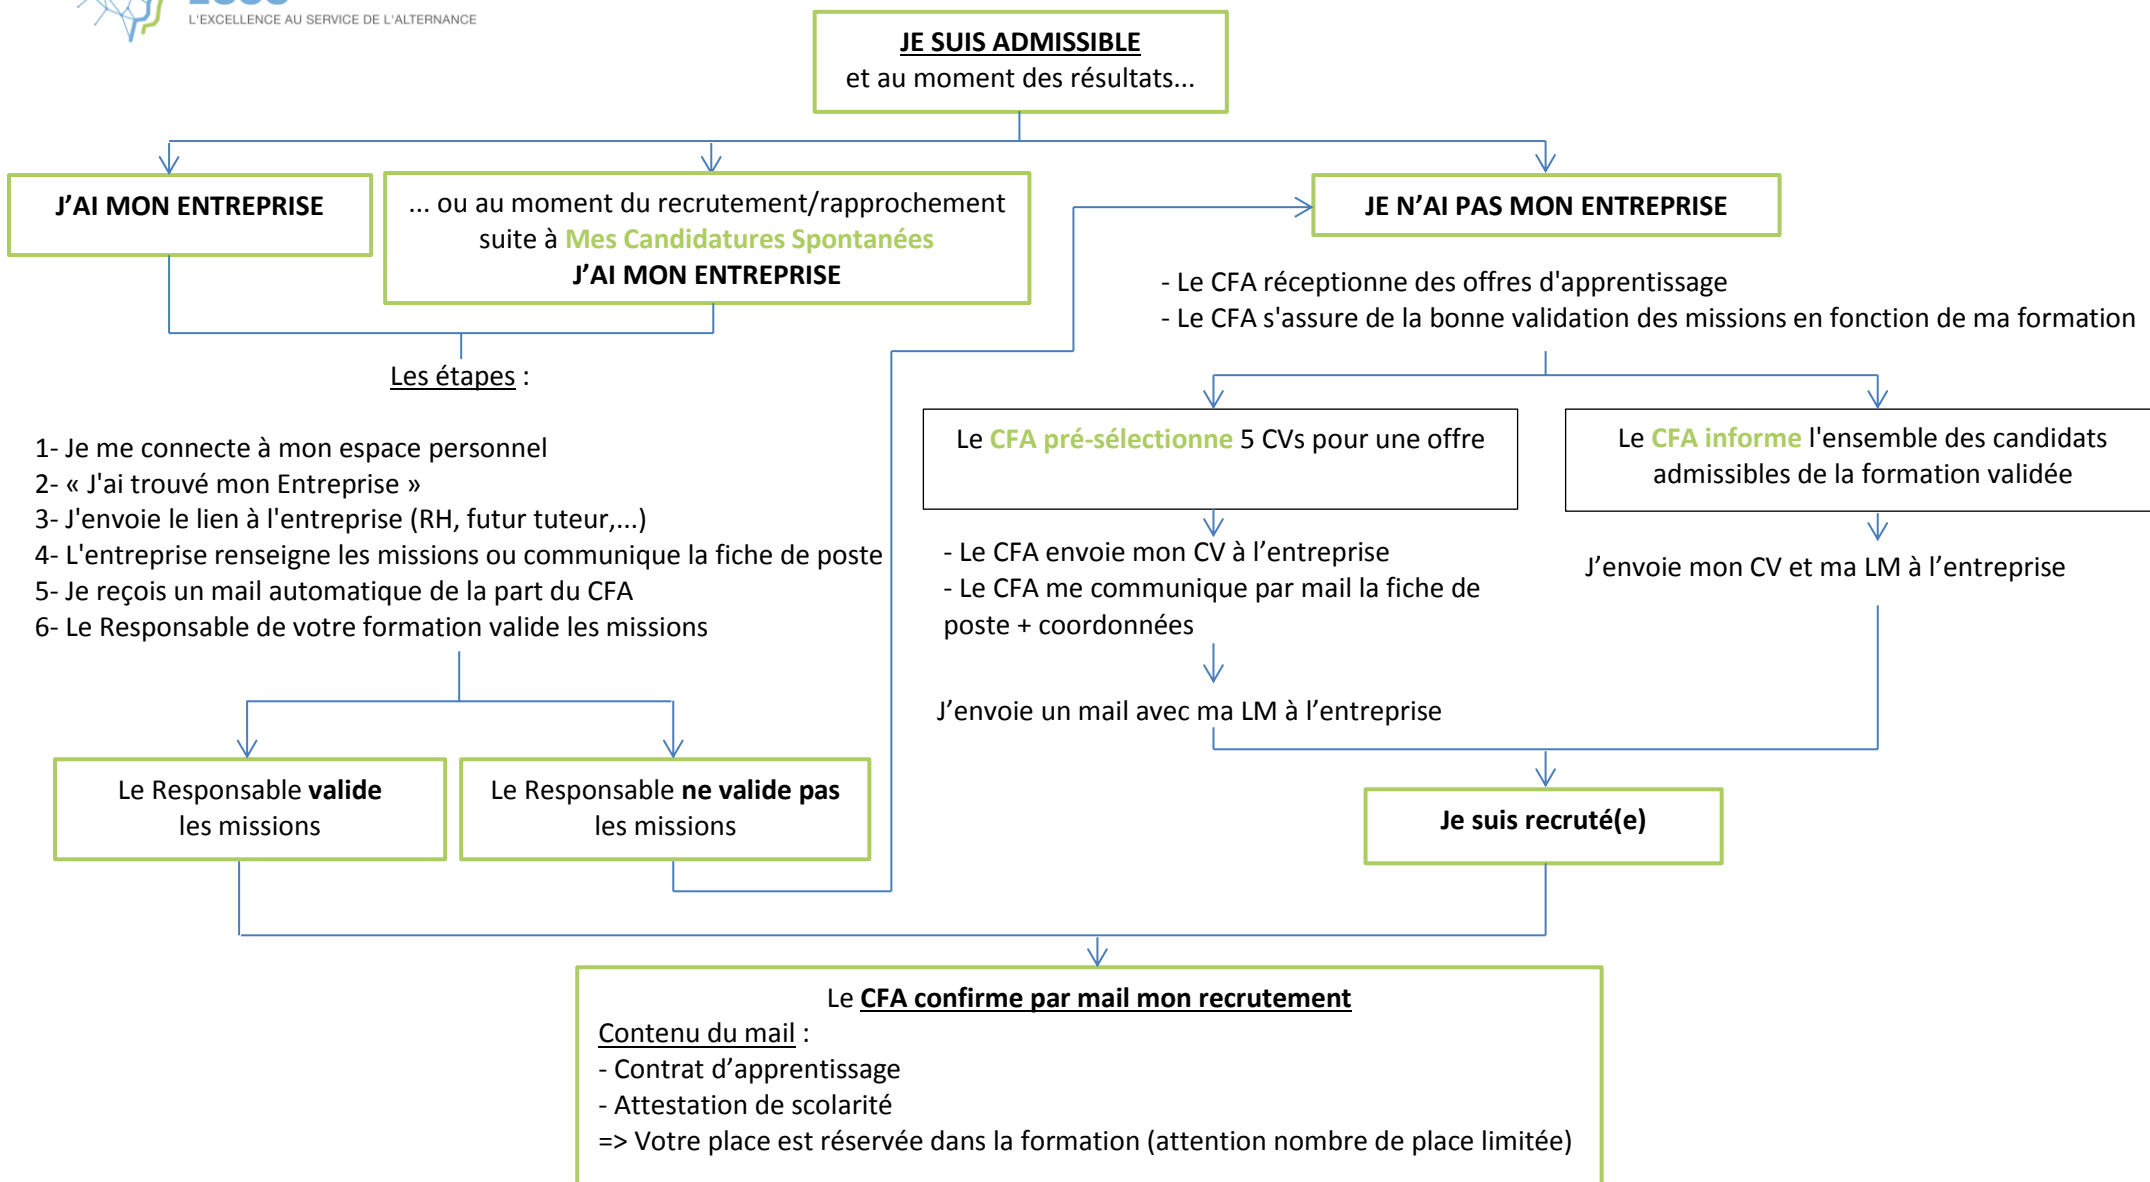 L'EXCELLENCE AU SERVICE DE L'ALTERNANCE
JE SUIS ADMISSIBLE
et au moment des résultats...
J’AI MON ENTREPRISE
... ou au moment du recrutement/rapprochement
suite à Mes Candidatures Spontanées
J’AI MON ENTREPRISE
JE N’AI PAS MON ENTREPRISE
- Le CFA réceptionne des offres d'apprentissage
- Le CFA s'assure de la bonne validation des missions en fonction de ma formation
Les étapes :
1- Je me connecte à mon espace personnel
2- « J'ai trouvé mon Entreprise »
3- J'envoie le lien à l'entreprise (RH, futur tuteur,...)
4- L'entreprise renseigne les missions ou communique la fiche de poste
5- Je reçois un mail automatique de la part du CFA
6- Le Responsable de votre formation valide les missions
Le CFA pré-sélectionne 5 CVs pour une offre
Le CFA informe l'ensemble des candidats
admissibles de la formation validée
- Le CFA envoie mon CV à l’entreprise
- Le CFA me communique par mail la fiche de
poste + coordonnées
J’envoie mon CV et ma LM à l’entreprise
J’envoie un mail avec ma LM à l’entreprise
Le Responsable valide
les missions
Le Responsable ne valide pas
les missions
Je suis recruté(e)
Le CFA confirme par mail mon recrutement
Contenu du mail :
- Contrat d’apprentissage
- Attestation de scolarité
=> Votre place est réservée dans la formation (attention nombre de place limitée)